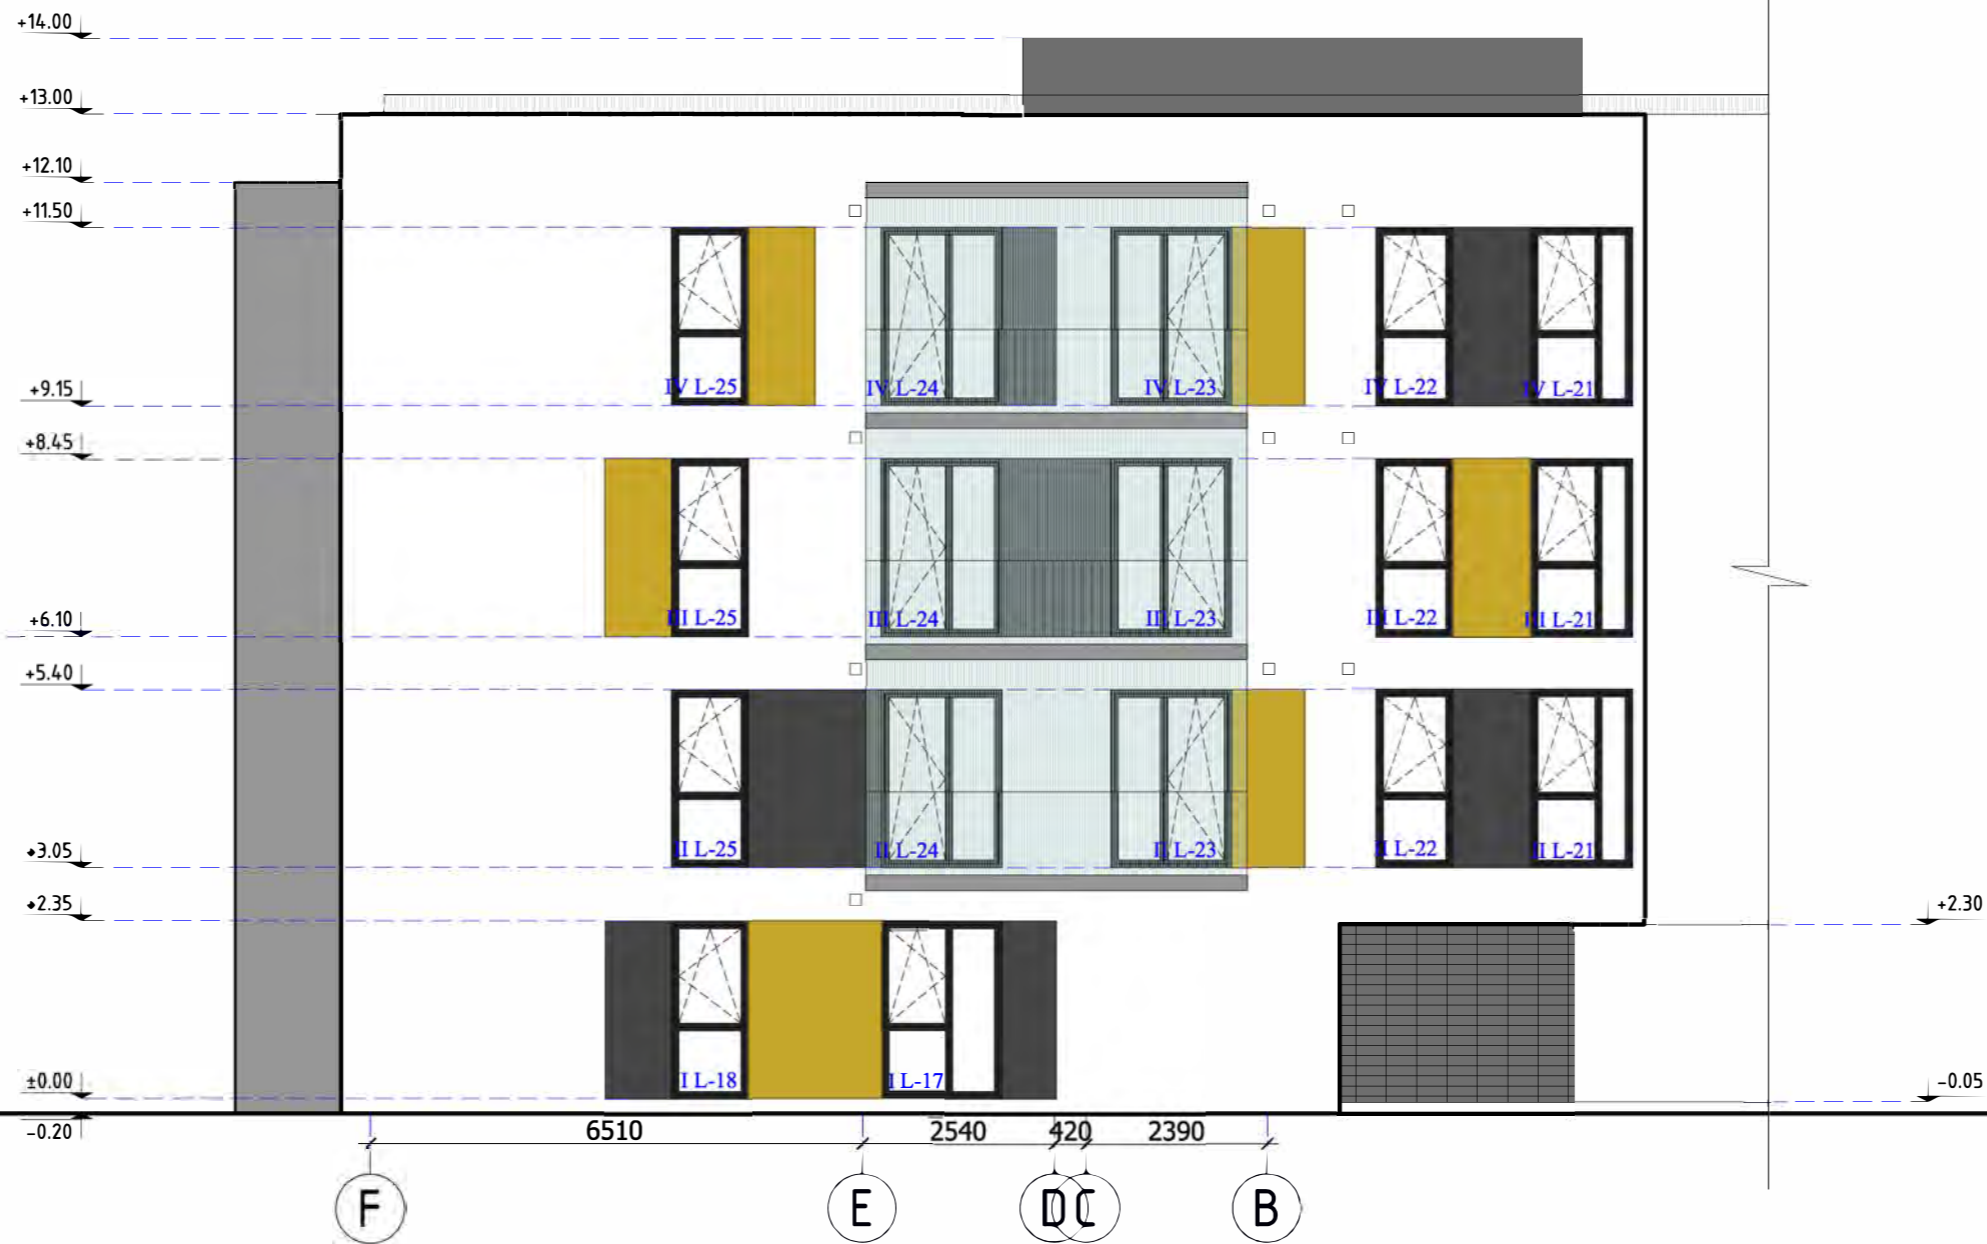 +14.00
+13.00
+12.10
+11.50
IV L-25 IV L-24 IV L-23 IV L-22 IV L-21
+9.15
+8.45
III L-25 III L-24 III L-23 III L-22 III L-21
+6.10
+5.40
II L-25 II L-24 II L-23 II L-22 II L-21
+3.05
+2.35
+2.30
I L-18 I L-17
±0.00
-0.05
-0.20
6510 2540 420 2390
F E D C B